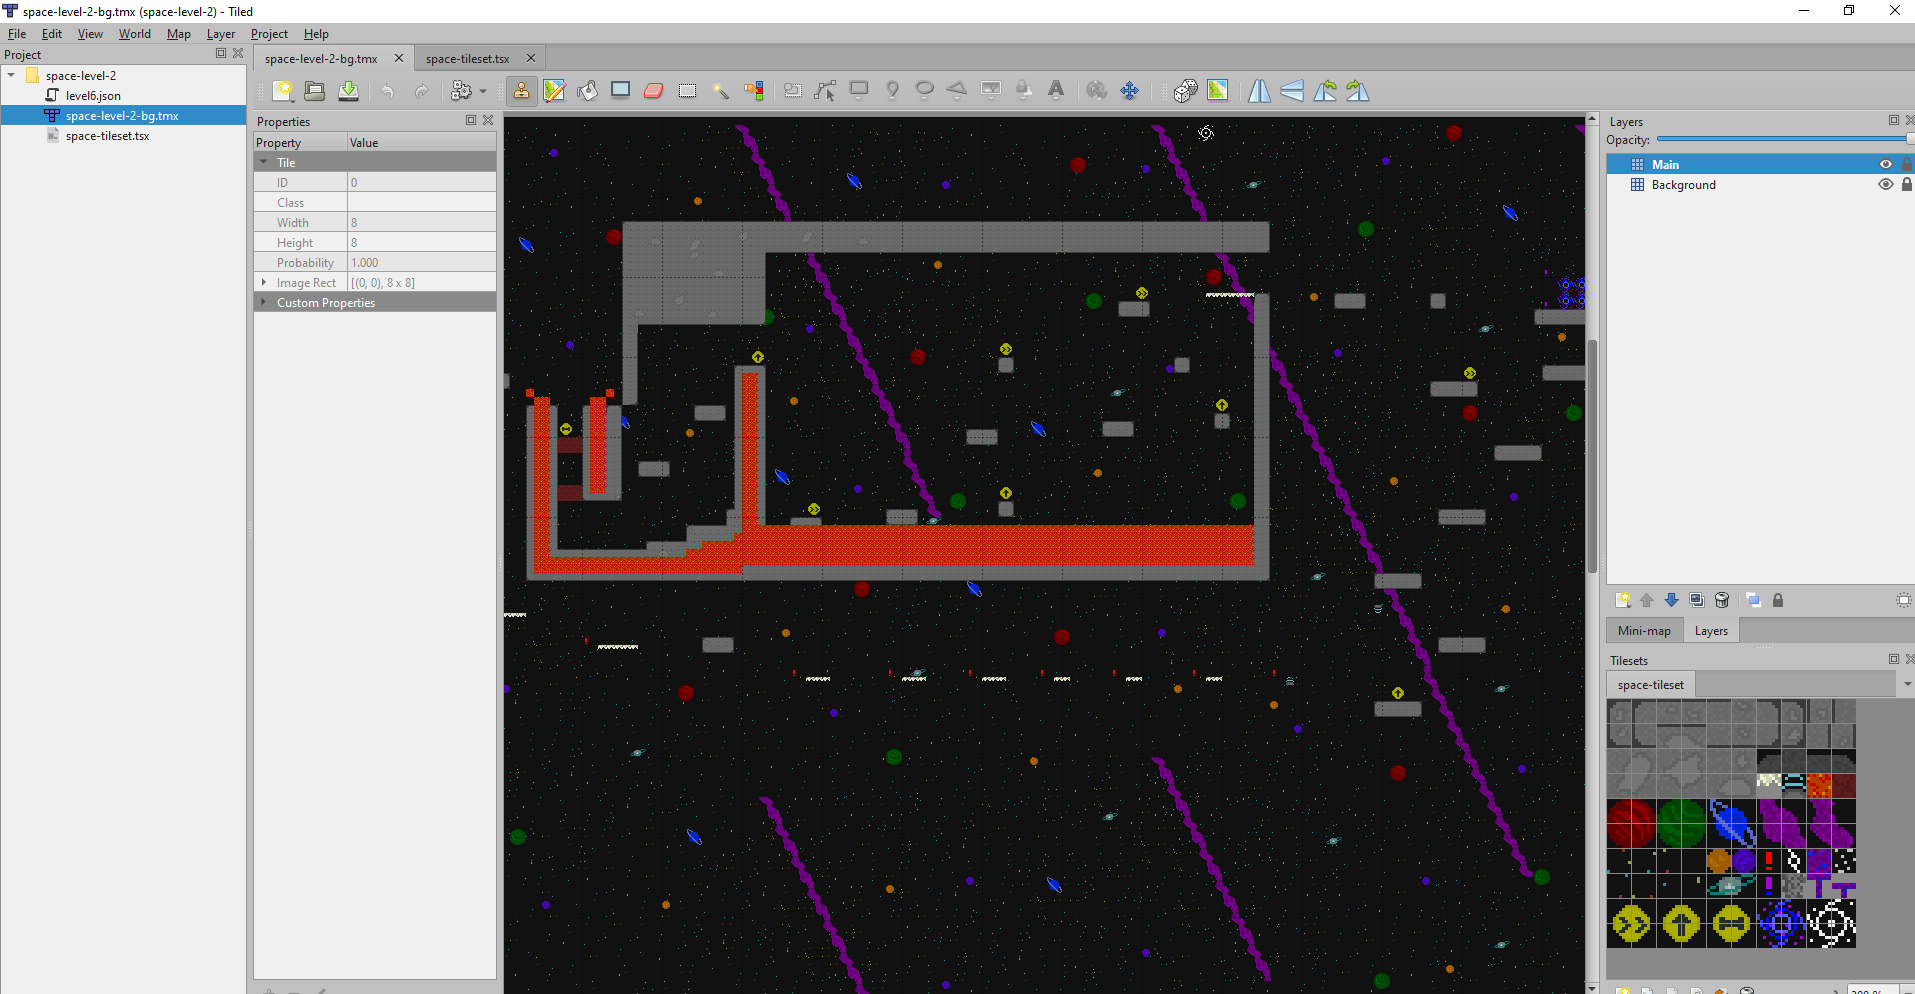 space-level-2-bg.tmx (space-level-2) - Tiled
File Edit View World Map Layer Project Help
Project
space-level-2
level6.json
space-level-2-bg.tmx
space-tileset.tsx
space-level-2-bg.tmx
space-tileset.tsx
Properties
Property Value
Tile
ID 0
Class
Width 8
Height 8
Probability 1.000
Image Rect [(0, 0), 8 x 8]
Custom Properties
Layers
Opacity:
Main
Background
Mini-map Layers
Tilesets
space-tileset